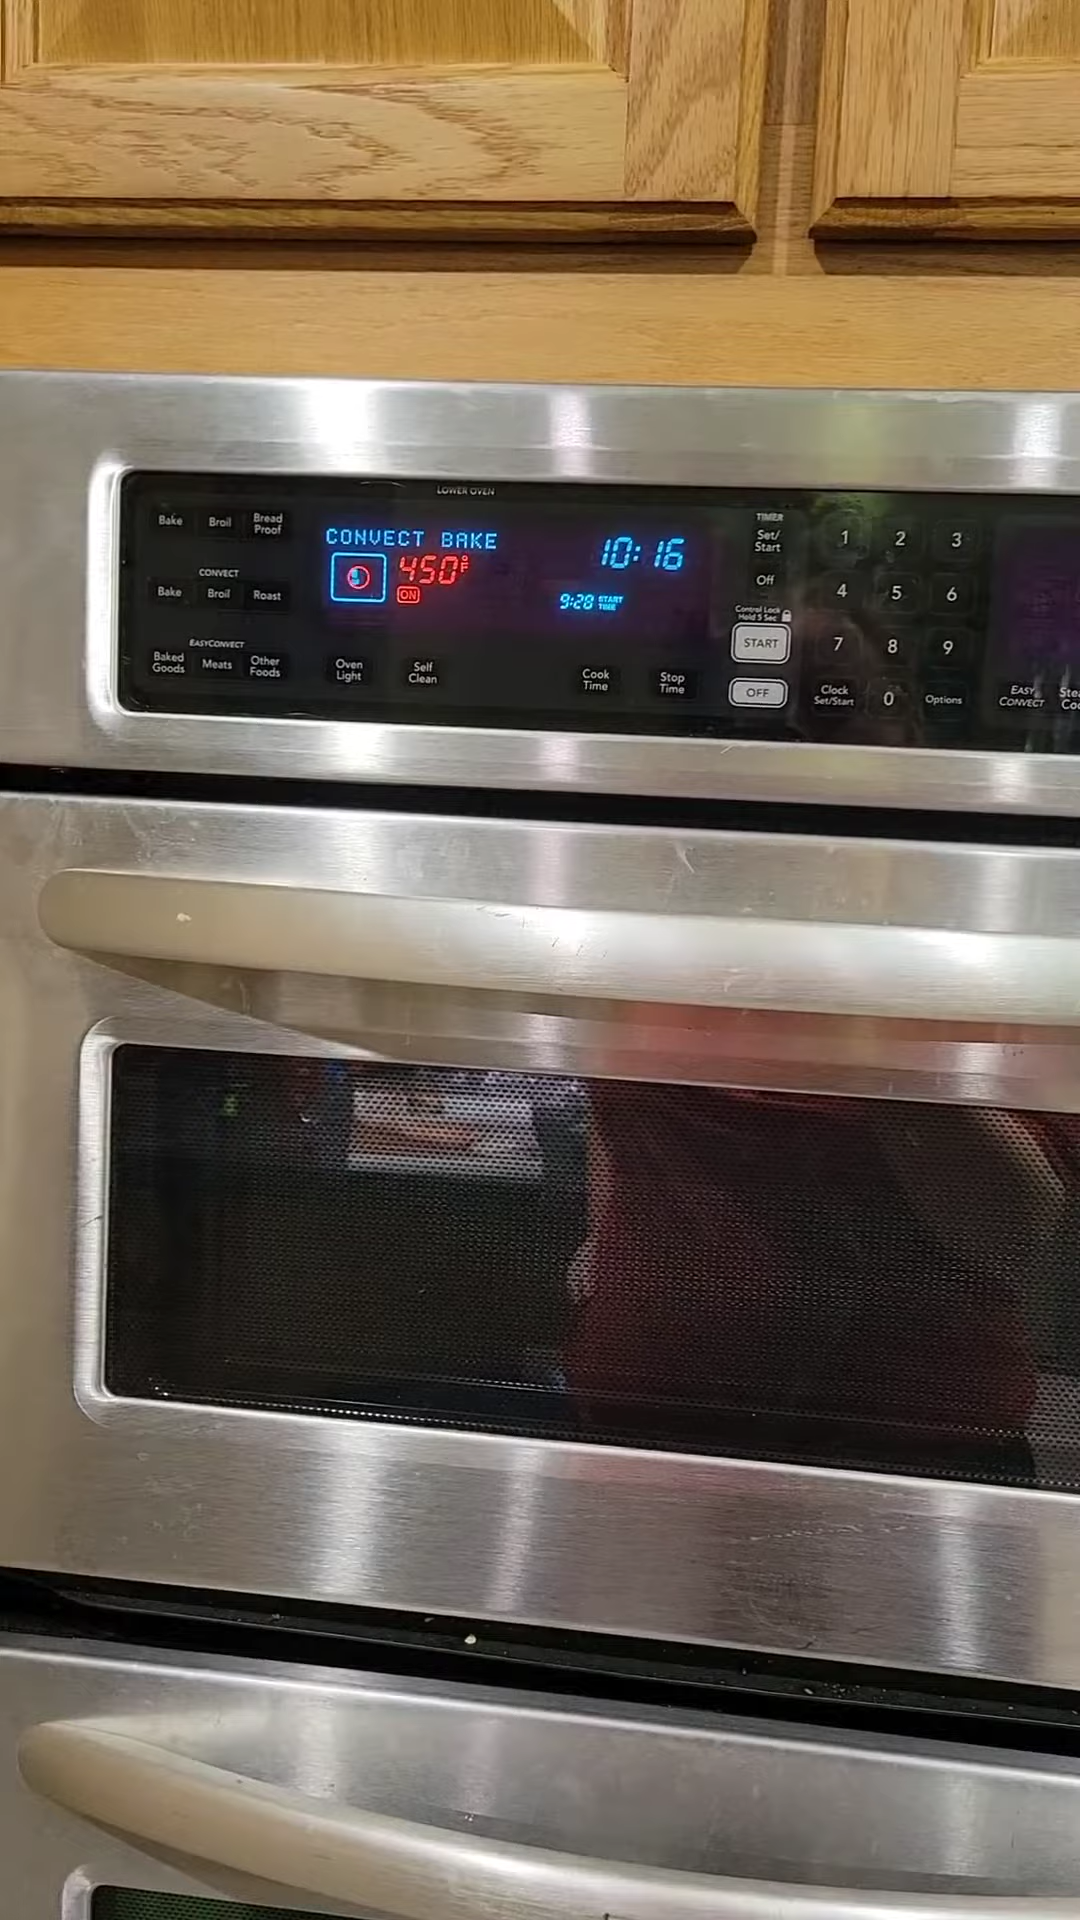 LOWER OVEN
Bake Broil Bread Proof
CONVECT
Bake Broil Roast
EASYCONVECT
Baked Goods Meats Other Foods
CONVECT BAKE
450°F
ON
10:16
9:28 START TIME
Oven Light
Self Clean
Cook Time
Stop Time
TIMER
Set/Start
Off
Control Lock
Hold 5 Sec
START
OFF
1 2 3
4 5 6
7 8 9
Clock Set/Start 0 Options
EASY CONVECT